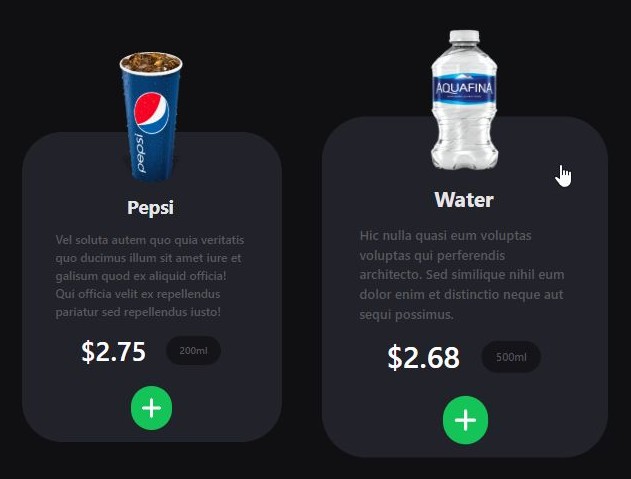 pepsi
Pepsi
Vel soluta autem quo quia veritatis
quo ducimus illum sit amet iure et
galisum quod ex aliquid officia!
Qui officia velit ex repellendus
pariatur sed repellendus iusto!
$2.75
200ml
AQUAFINA
Water
Hic nulla quasi eum voluptas
voluptas qui perferendis
architecto. Sed similique nihil eum
dolor enim et distinctio neque aut
sequi possimus.
$2.68
500ml